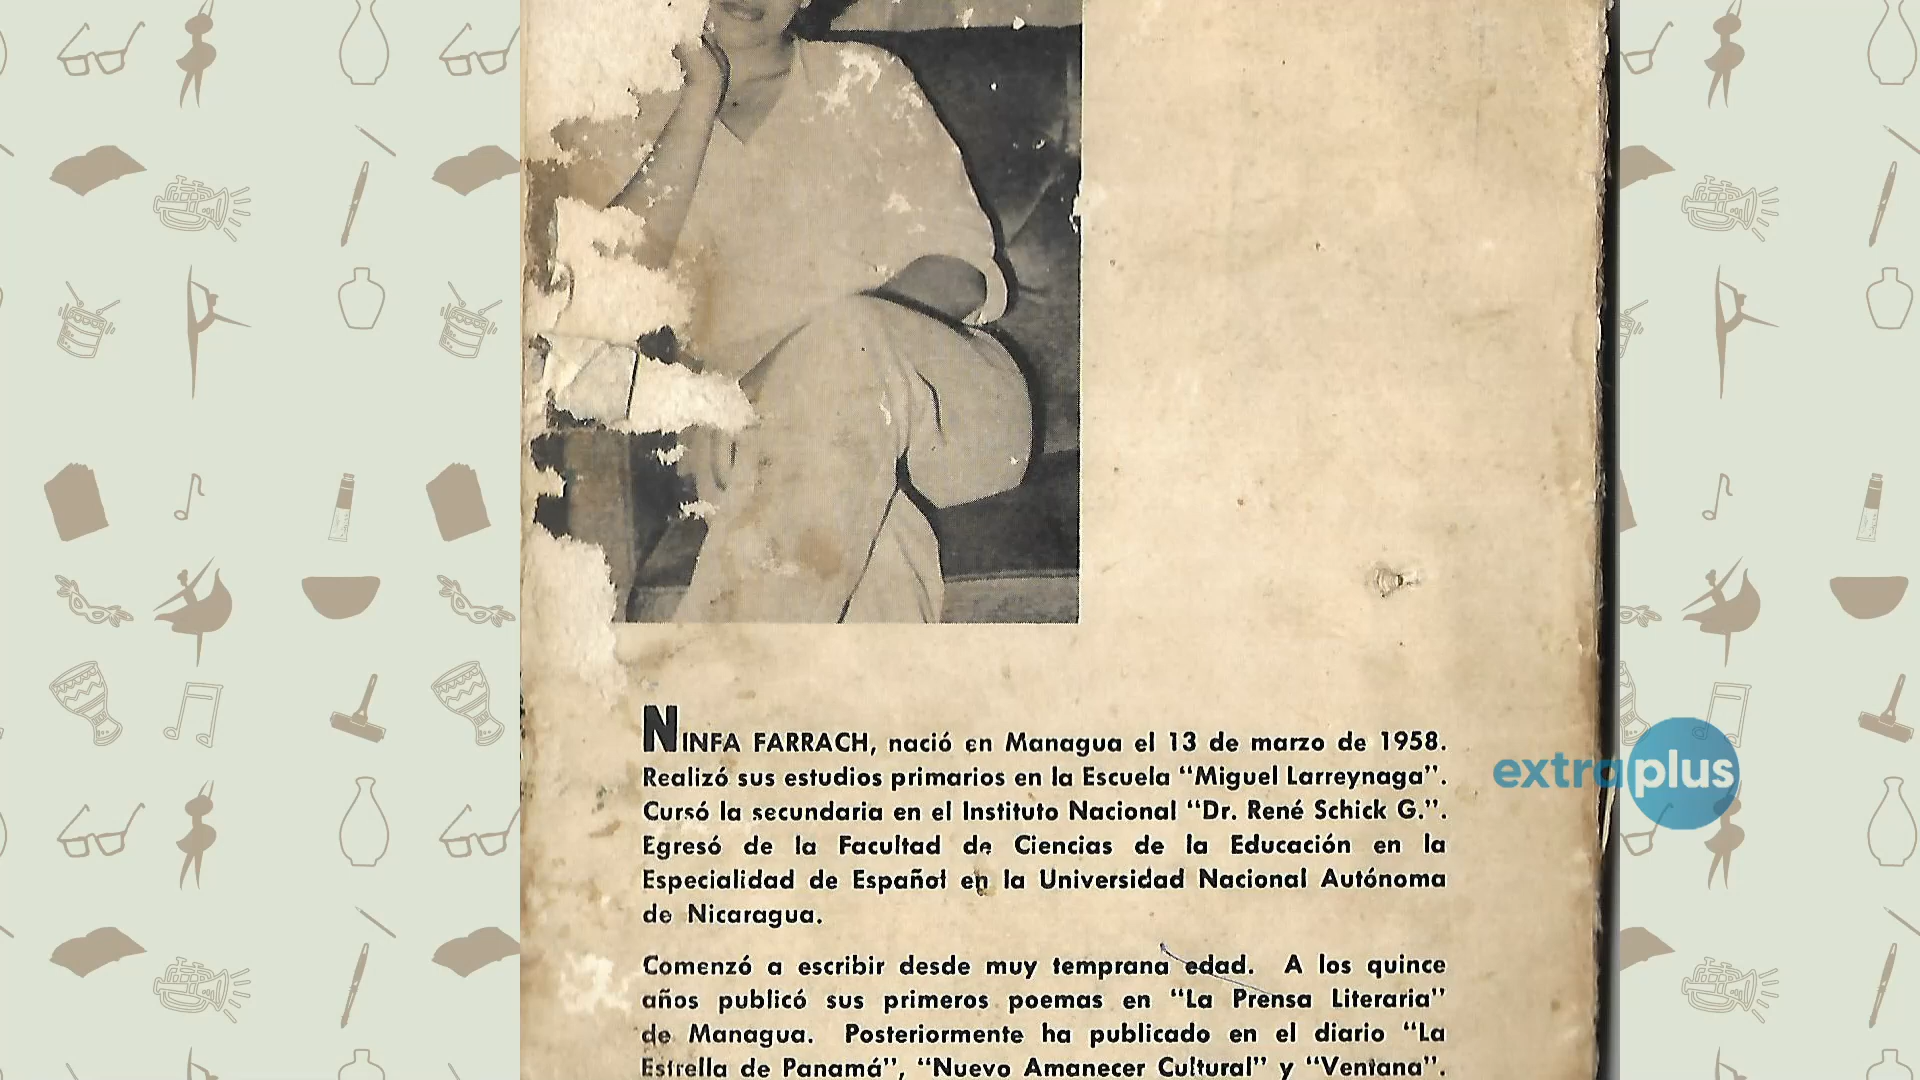 NINFA FARRACH, nació en Managua el 13 de marzo de 1958.
Realizó sus estudios primarios en la Escuela "Miguel Larreynaga".
Cursó la secundaria en el Instituto Nacional "Dr. René Schick G.".
Egresó de la Facultad de Ciencias de la Educación en la
Especialidad de Español en la Universidad Nacional Autónoma
de Nicaragua.
Comenzó a escribir desde muy temprana edad. A los quince
años publicó sus primeros poemas en "La Prensa Literaria"
de Managua. Posteriormente ha publicado en el diario "La
Estrella de Panamá", "Nuevo Amanecer Cultural" y "Ventana".
extraplus